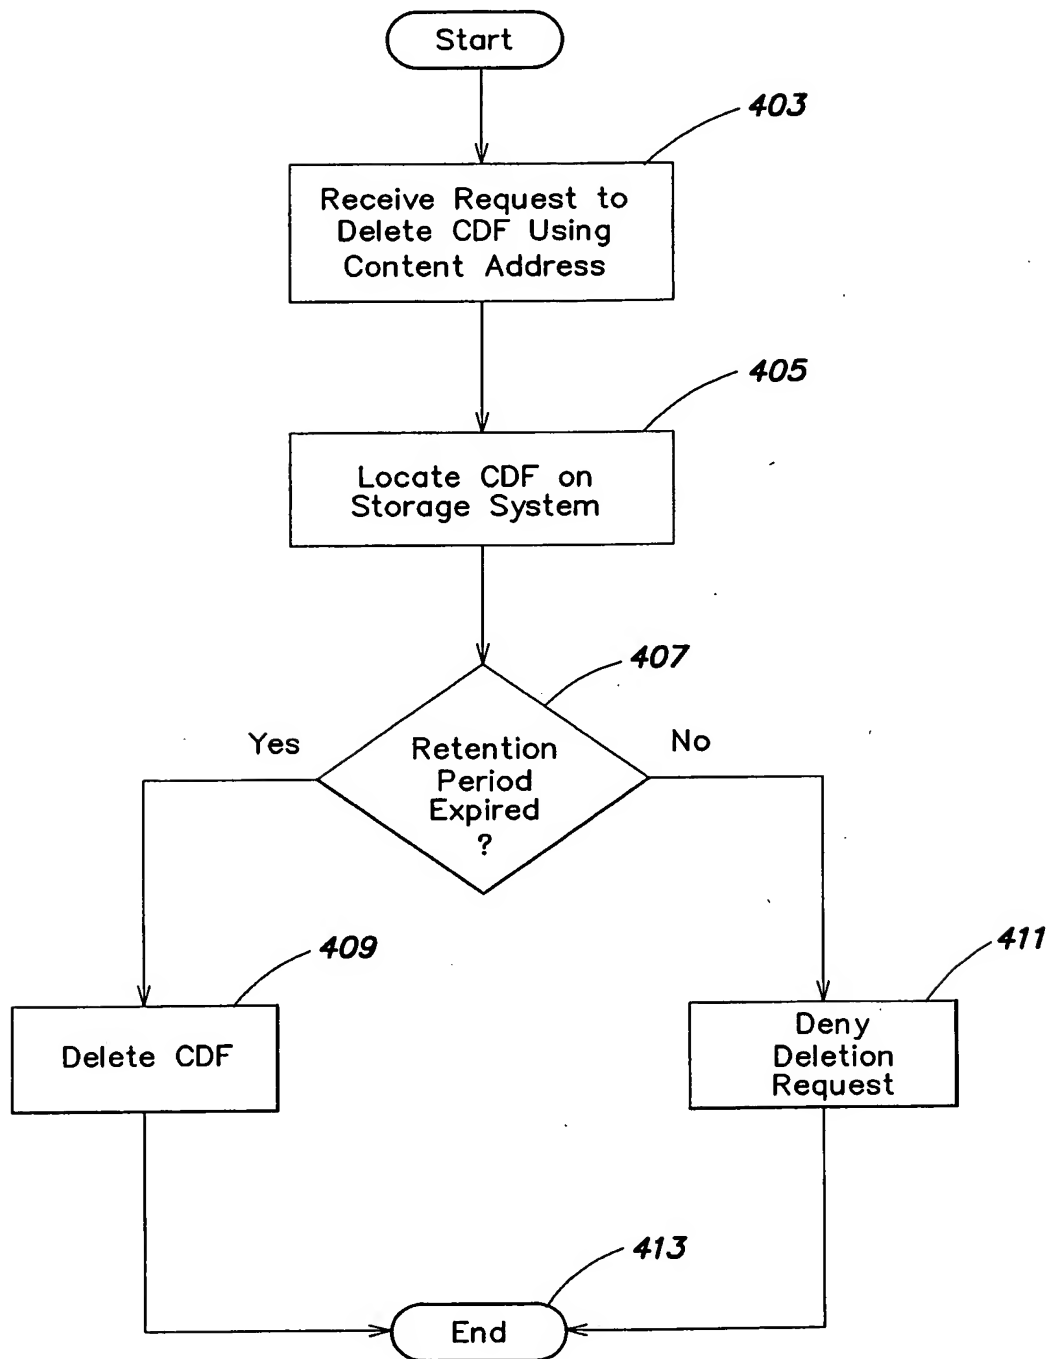 Start
403
Receive Request to
Delete CDF Using
Content Address
405
Locate CDF on
Storage System
407
Yes
No
Retention
Period
Expired
?
409
411
Delete CDF
Deny
Deletion
Request
413
End